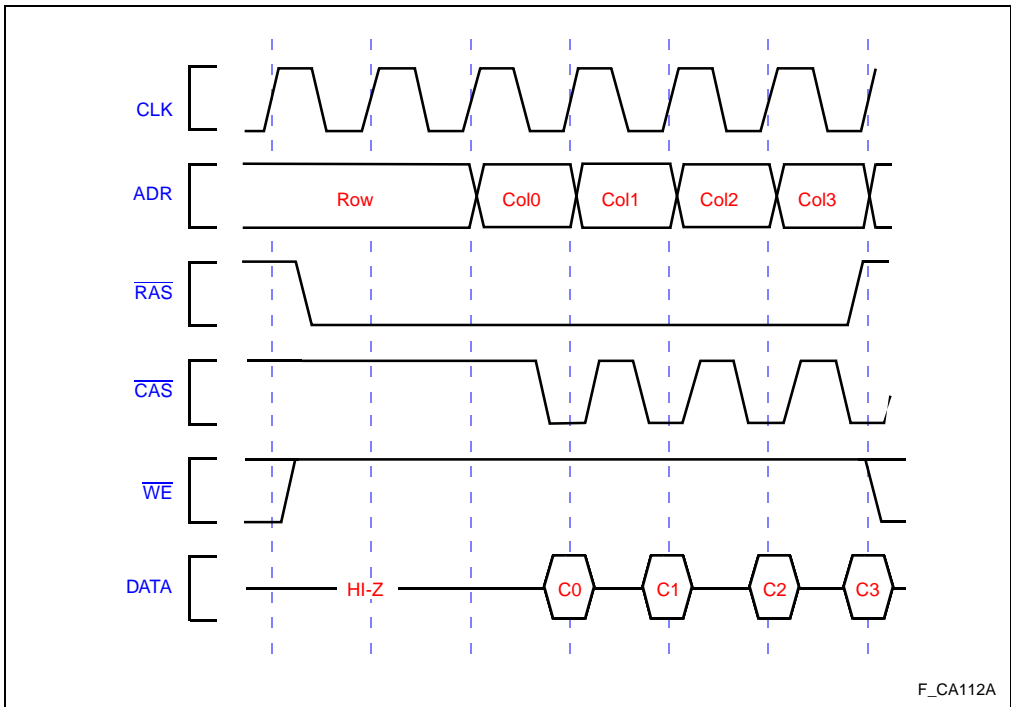 CLK
ADR
Row
Col0
Col1
Col2
Col3
RAS
CAS
WE
DATA
HI-Z
C0
C1
C2
C3
F_CA112A